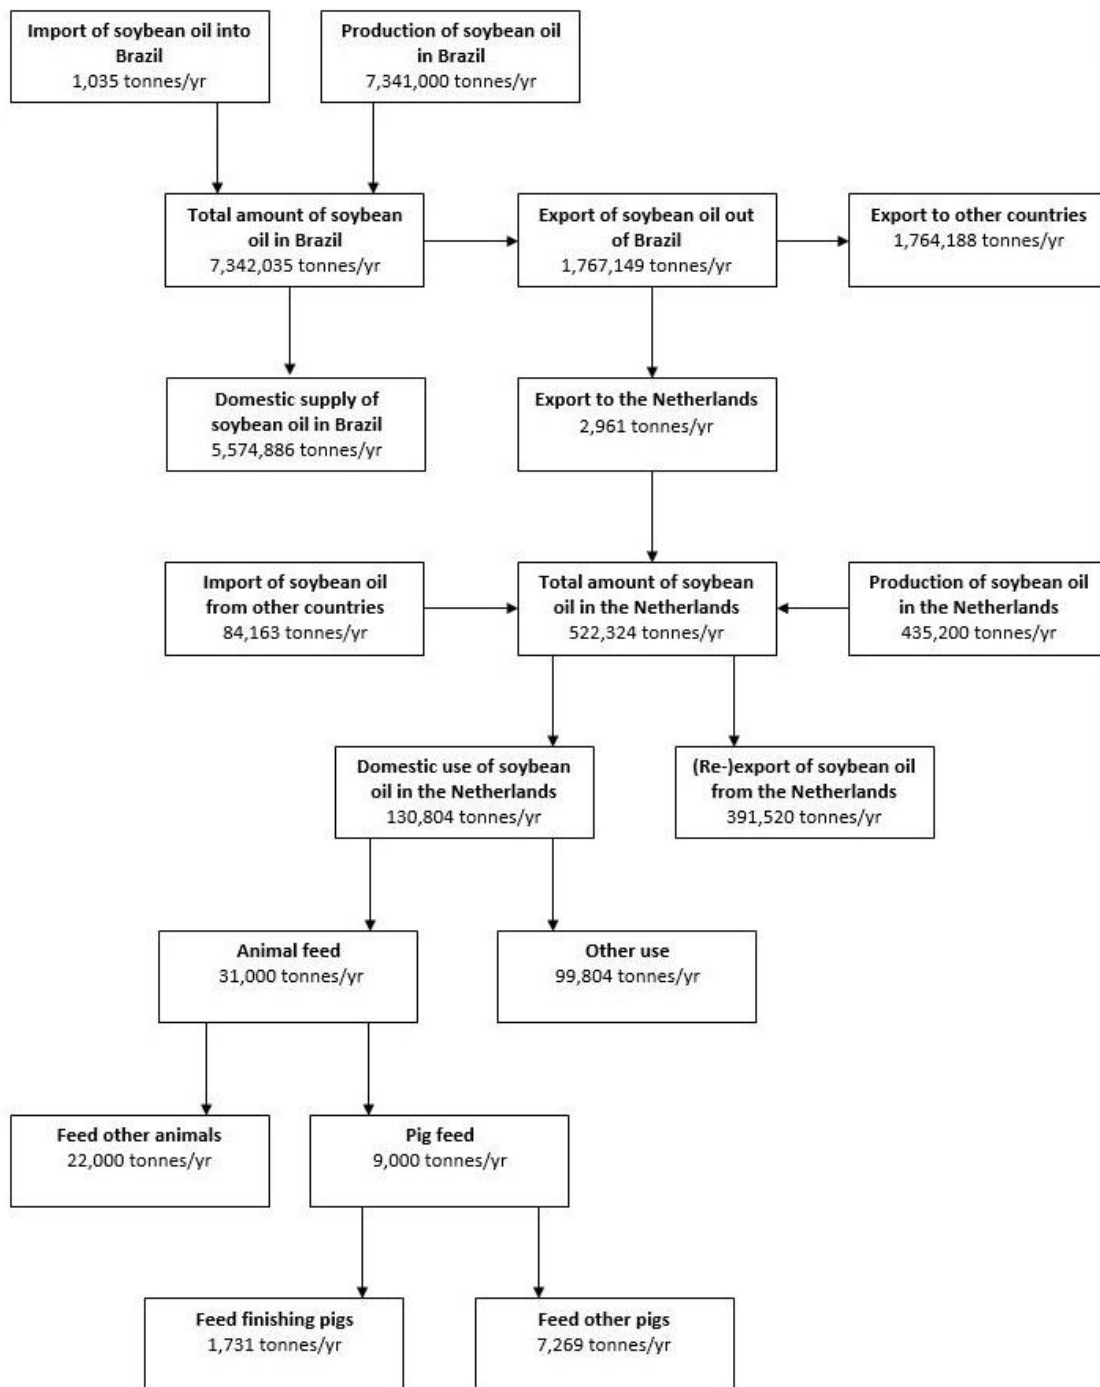 Import of soybean oil into
Brazil
1,035 tonnes/yr
Production of soybean oil
in Brazil
7,341,000 tonnes/yr
Total amount of soybean
oil in Brazil
7,342,035 tonnes/yr
Export of soybean oil out
of Brazil
1,767,149 tonnes/yr
Export to other countries
1,764,188 tonnes/yr
Domestic supply of
soybean oil in Brazil
5,574,886 tonnes/yr
Export to the Netherlands
2,961 tonnes/yr
Import of soybean oil
from other countries
84,163 tonnes/yr
Total amount of soybean
oil in the Netherlands
522,324 tonnes/yr
Production of soybean oil
in the Netherlands
435,200 tonnes/yr
Domestic use of soybean
oil in the Netherlands
130,804 tonnes/yr
(Re-)export of soybean oil
from the Netherlands
391,520 tonnes/yr
Animal feed
31,000 tonnes/yr
Other use
99,804 tonnes/yr
Feed other animals
22,000 tonnes/yr
Pig feed
9,000 tonnes/yr
Feed finishing pigs
1,731 tonnes/yr
Feed other pigs
7,269 tonnes/yr